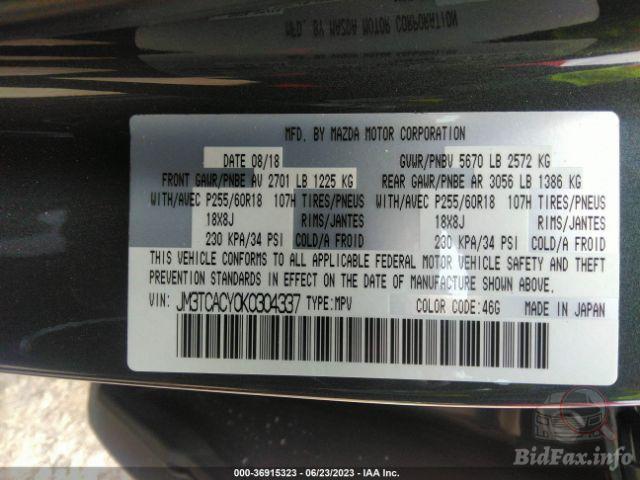 MFD. BY MAZDA MOTOR CORPORATION
MFD. BY MAZDA MOTOR CORPORATION
DATE 08/18 GVWR/PNBV 5670 LB 2572 KG
FRONT GAWR/PNBE AV 2701 LB 1225 KG REAR GAWR/PNBE AR 3056 LB 1386 KG
WITH/AVEC P255/60R18 107H TIRES/PNEUS WITH/AVEC P255/60R18 107H TIRES/PNEUS
18X8J RIMS/JANTES 18X8J RIMS/JANTES
230 KPA/34 PSI COLD/A FROID 230 KPA/34 PSI COLD/A FROID
THIS VEHICLE CONFORMS TO ALL APPLICABLE FEDERAL MOTOR VEHICLE SAFETY AND THEFT
PREVENTION STANDARDS IN EFFECT ON THE DATE OF MANUFACTURE SHOWN ABOVE.
VIN: JM3TCACY0K0304337 TYPE:MPV COLOR CODE:46G MADE IN JAPAN
BidFax.info
000-36915323 - 06/23/2023 - IAA Inc.